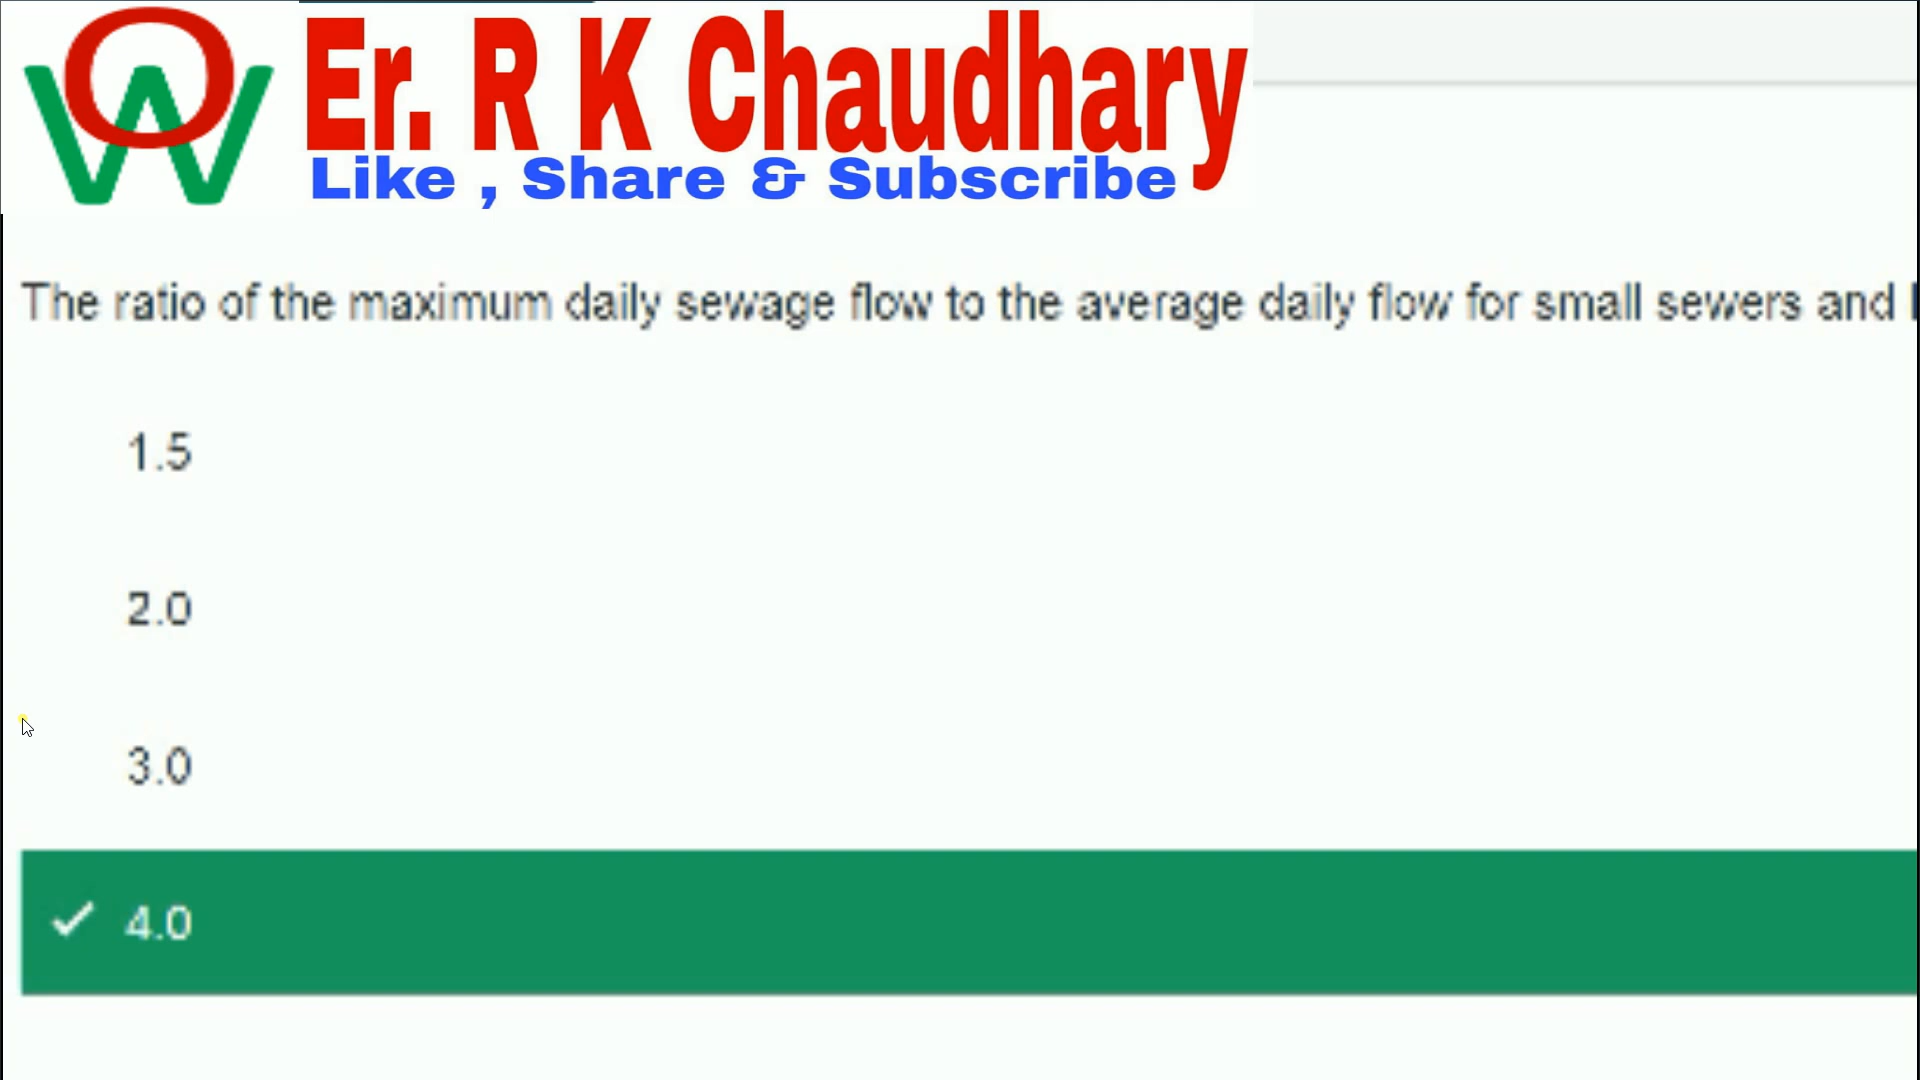 Er. R K Chaudhary
Like , Share & Subscribe
The ratio of the maximum daily sewage flow to the average daily flow for small sewers and
1.5
2.0
3.0
4.0